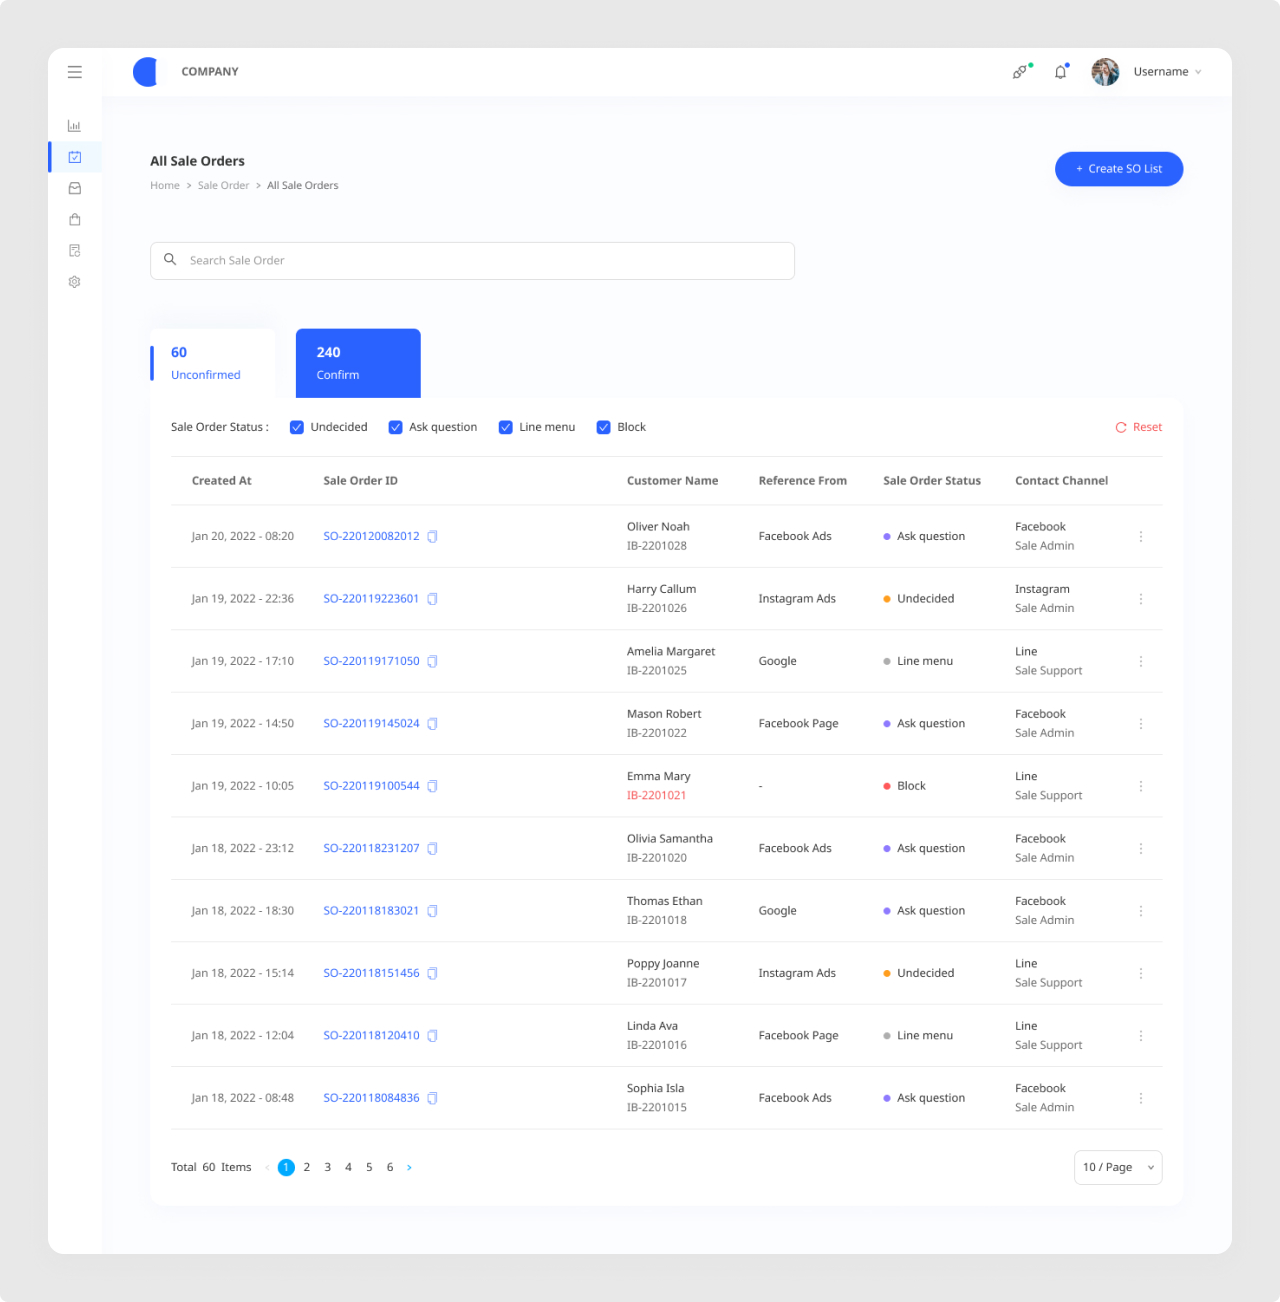 COMPANY
Username
All Sale Orders
Home > Sale Order > All Sale Orders
+ Create SO List
Search Sale Order
60
Unconfirmed
240
Confirm
Sale Order Status : Undecided Ask question Line menu Block Reset
Created At Sale Order ID Customer Name Reference From Sale Order Status Contact Channel
Jan 20, 2022 - 08:20 SO-220120082012 Oliver Noah Facebook Ads Ask question Facebook
IB-2201028 Sale Admin
Jan 19, 2022 - 22:36 SO-220119223601 Harry Callum Instagram Ads Undecided Instagram
IB-2201026 Sale Admin
Jan 19, 2022 - 17:10 SO-220119171050 Amelia Margaret Google Line menu Line
IB-2201025 Sale Support
Jan 19, 2022 - 14:50 SO-220119145024 Mason Robert Facebook Page Ask question Facebook
IB-2201022 Sale Admin
Jan 19, 2022 - 10:05 SO-220119100544 Emma Mary - Block Line
IB-2201021 Sale Support
Jan 18, 2022 - 23:12 SO-220118231207 Olivia Samantha Facebook Ads Ask question Facebook
IB-2201020 Sale Admin
Jan 18, 2022 - 18:30 SO-220118183021 Thomas Ethan Google Ask question Facebook
IB-2201018 Sale Admin
Jan 18, 2022 - 15:14 SO-220118151456 Poppy Joanne Instagram Ads Undecided Line
IB-2201017 Sale Support
Jan 18, 2022 - 12:04 SO-220118120410 Linda Ava Facebook Page Line menu Line
IB-2201016 Sale Support
Jan 18, 2022 - 08:48 SO-220118084836 Sophia Isla Facebook Ads Ask question Facebook
IB-2201015 Sale Admin
Total 60 Items < 1 2 3 4 5 6 > 10 / Page